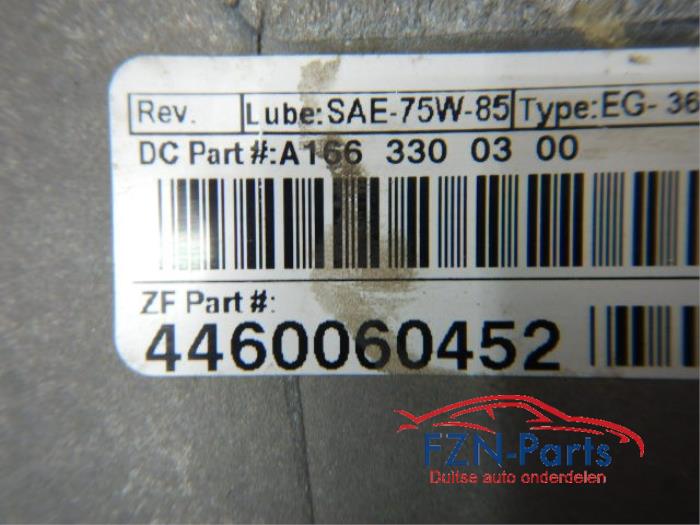 Rev. Lube:SAE-75W-85 Type:EG- 36
DC Part #:A166 330 03 00
ZF Part #:
4460060452
FZN-Parts
Duitse auto onderdelen